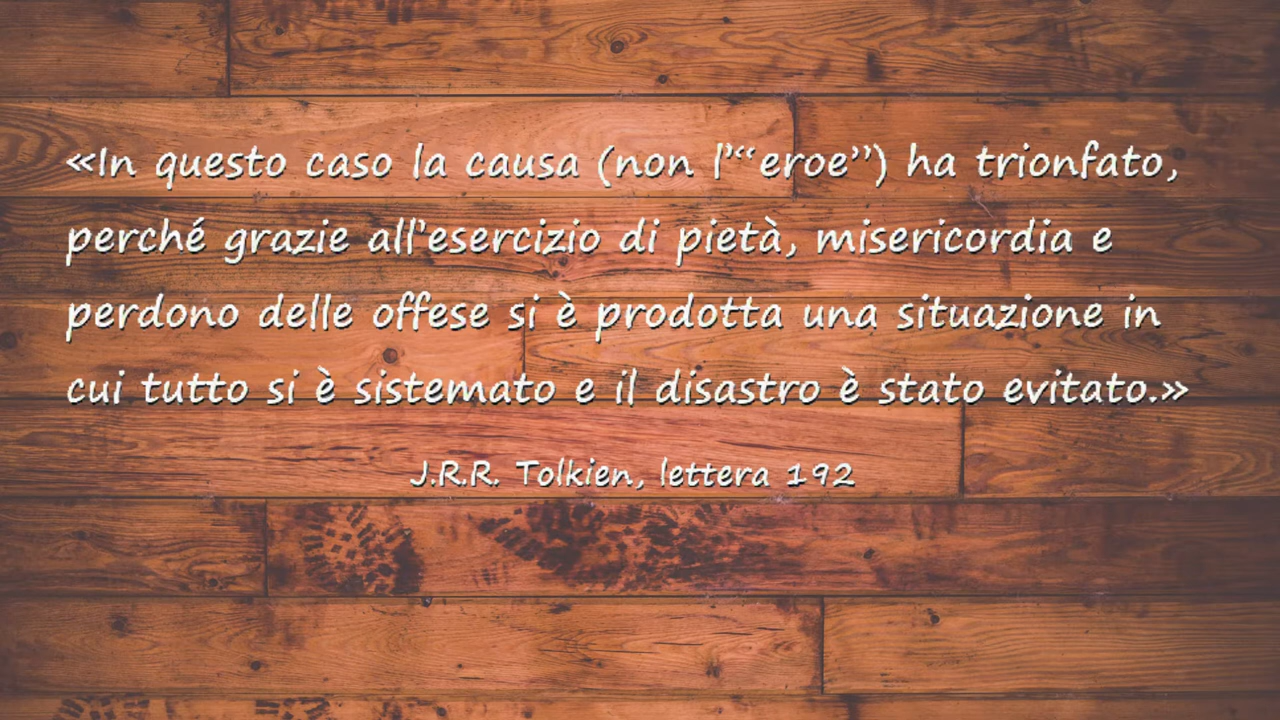 «In questo caso la causa (non l'“eroe”) ha trionfato,
perché grazie all'esercizio di pietà, misericordia e
perdono delle offese si è prodotta una situazione in
cui tutto si è sistemato e il disastro è stato evitato.»
J.R.R. Tolkien, lettera 192